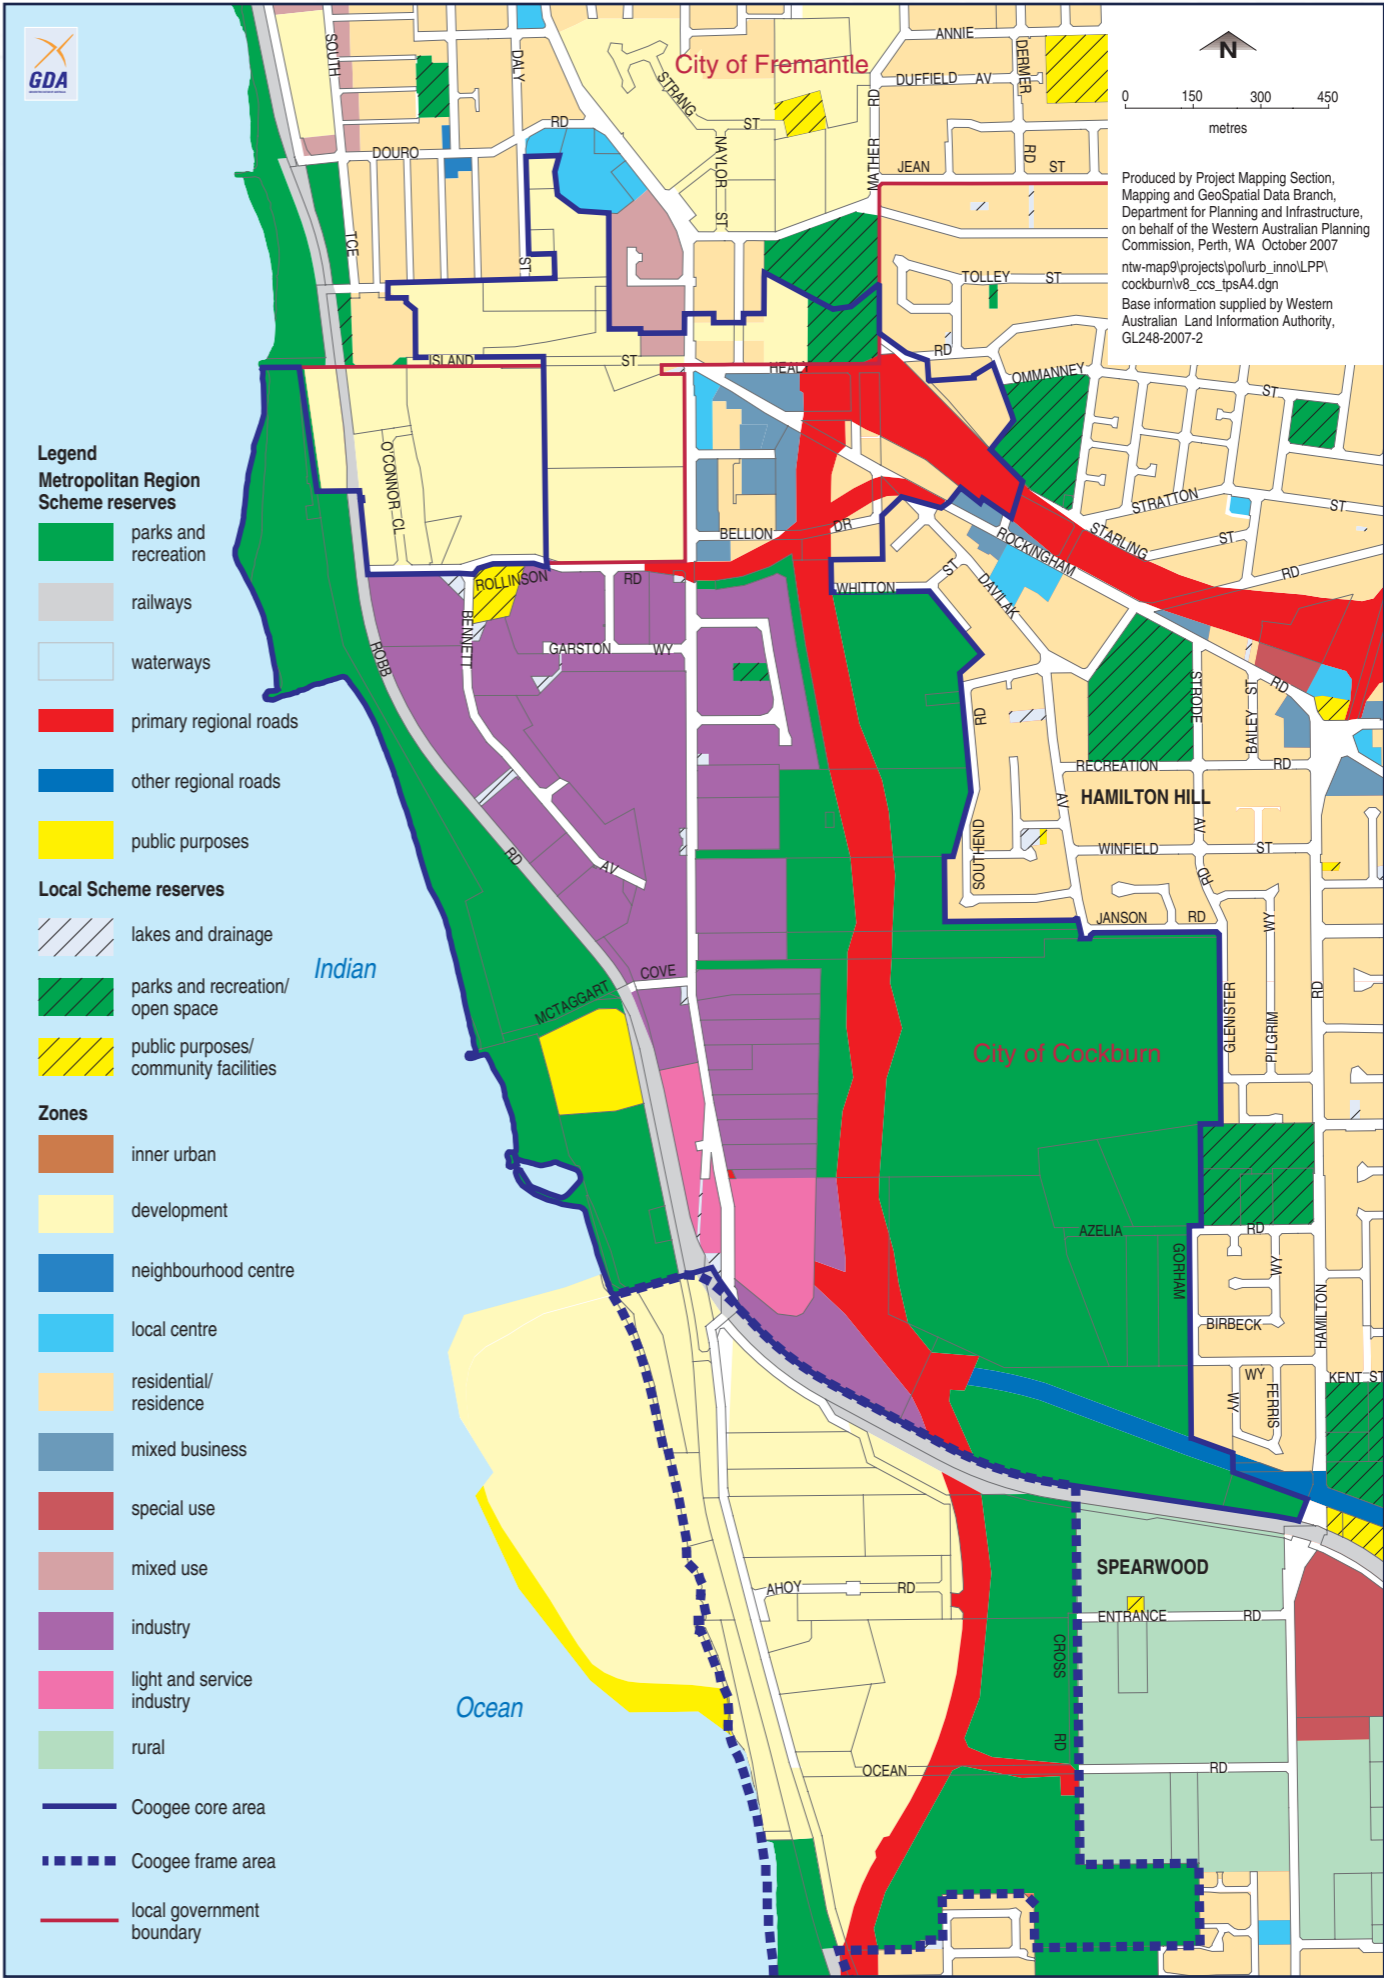 GDA
City of Fremantle
N
0 150 300 450
metres
Produced by Project Mapping Section,
Mapping and GeoSpatial Data Branch,
Department for Planning and Infrastructure,
on behalf of the Western Australian Planning
Commission, Perth, WA October 2007
ntw-map9\projects\pol\urb_inno\LPP\
cockburn\v8_ccs_tpsA4.dgn
Base information supplied by Western
Australian Land Information Authority,
GL248-2007-2
SOUTH
TCE
DALY
ST
DOURO
RD
STRANG
ST
NAYLOR
ST
MATHER
RD
ANNIE
DUFFIELD AV
DERMER
RD
JEAN
ST
TOLLEY ST
RD
OMMANNEY
ST
ISLAND
ST
HEALY
O'CONNOR CL
BELLION
DR
ROCKINGHAM
RD
STRATTON
ST
STARLING
ST
RD
WHITTON
ST
DAVILAK
AV
ROLLINSON
RD
BENNETT
AV
GARSTON
WY
ROBB
RD
STRODE
AV
BAILEY ST
RECREATION
RD
HAMILTON HILL
SOUTHEND
RD
WINFIELD
ST
RD
JANSON
RD
WY
PILGRIM
GLENISTER
RD
HAMILTON
COVE
MCTAGGART
City of Cockburn
AZELIA
RD
GORHAM
WY
BIRBECK
WY
WY
FERRIS
KENT ST
SPEARWOOD
AHOY
RD
ENTRANCE
RD
CROSS
RD
OCEAN
RD
Indian
Ocean
Legend
Metropolitan Region
Scheme reserves
parks and
recreation
railways
waterways
primary regional roads
other regional roads
public purposes
Local Scheme reserves
lakes and drainage
parks and recreation/
open space
public purposes/
community facilities
Zones
inner urban
development
neighbourhood centre
local centre
residential/
residence
mixed business
special use
mixed use
industry
light and service
industry
rural
Coogee core area
Coogee frame area
local government
boundary